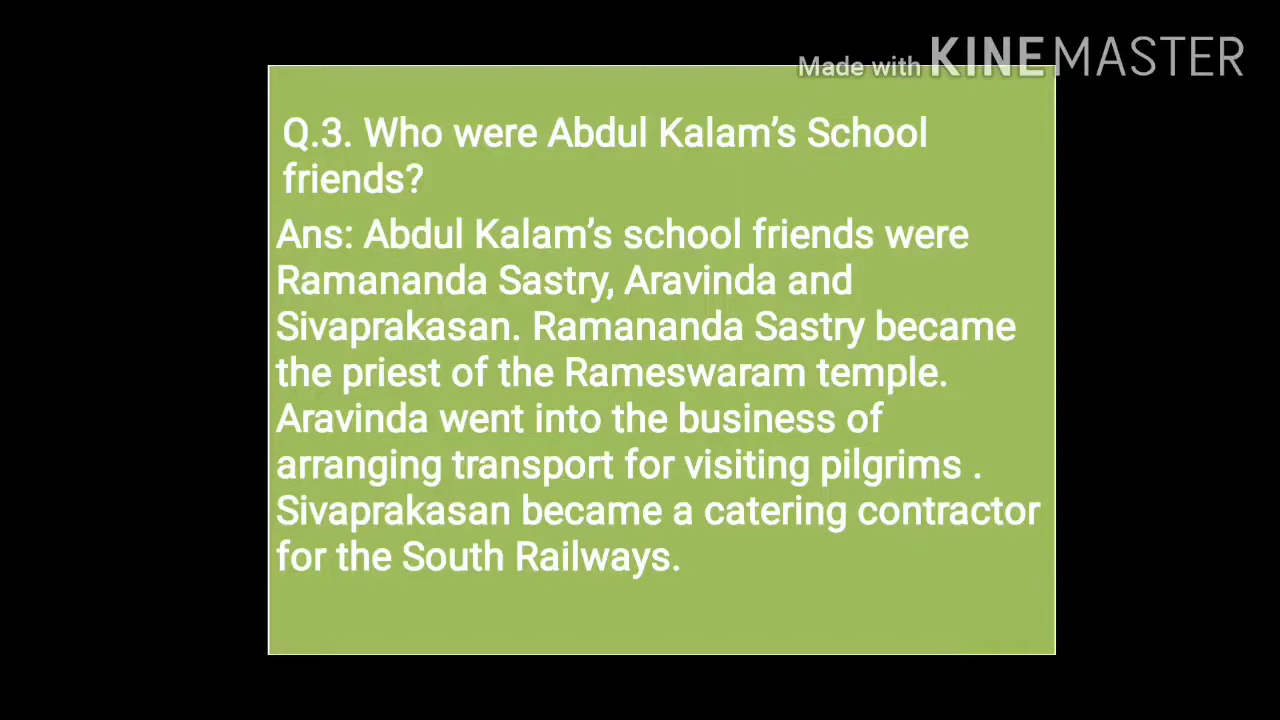 Made with KINEMASTER
Q.3. Who were Abdul Kalam’s School
friends?
Ans: Abdul Kalam’s school friends were
Ramananda Sastry, Aravinda and
Sivaprakasan. Ramananda Sastry became
the priest of the Rameswaram temple.
Aravinda went into the business of
arranging transport for visiting pilgrims .
Sivaprakasan became a catering contractor
for the South Railways.